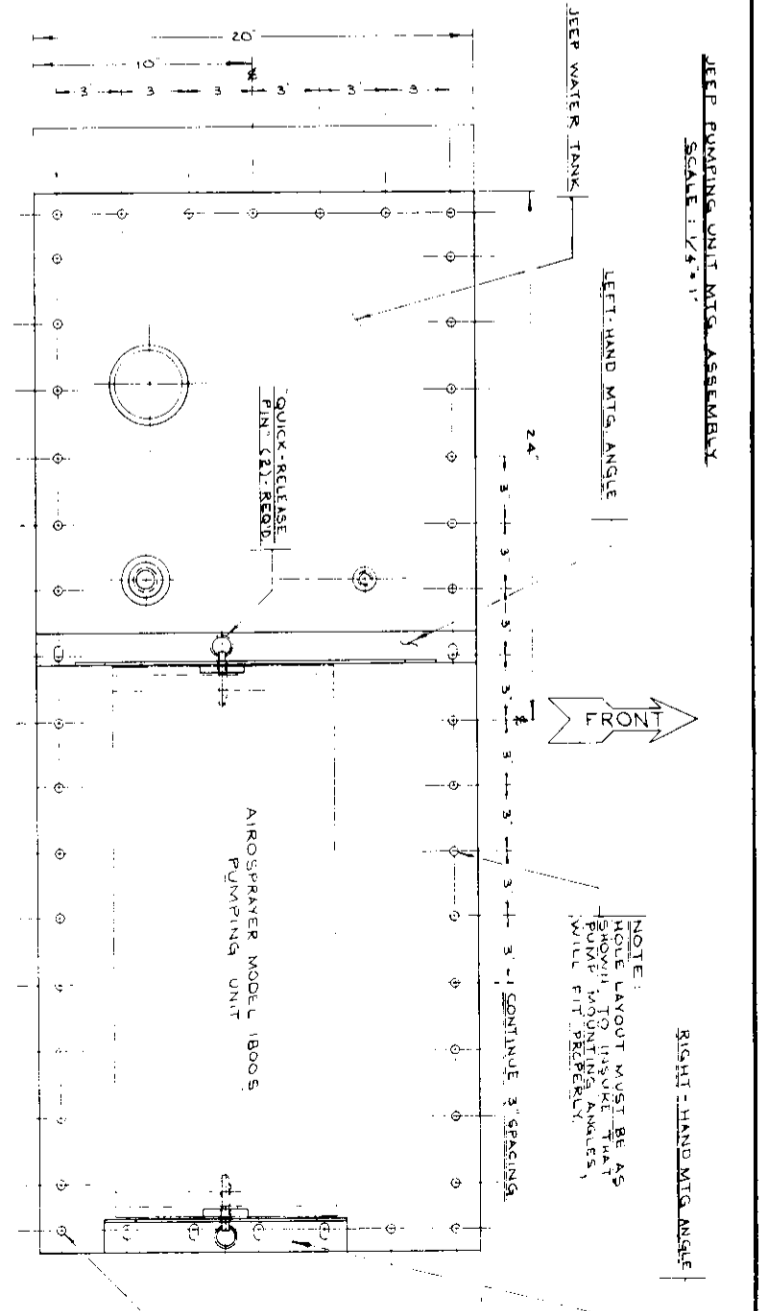 JEEP PUMPING UNIT MTG. ASSEMBLY
SCALE : 1/4"=1"
JEEP WATER TANK
LEFT-HAND MTG. ANGLE
RIGHT-HAND MTG ANGLE
"QUICK-RELEASE
PIN" (2)-REQ'D.
FRONT
NOTE:
HOLE LAYOUT MUST BE AS
SHOWN TO INSURE THAT
PUMP MOUNTING ANGLES,
WILL FIT PROPERLY.
24"
3" 3" 3" 3" 3" 3" 3" 3" CONTINUE 3" SPACING
20"
10"
3" 3 3 3" 3" 3
AIROSPRAYER MODEL 1800S
PUMPING UNIT